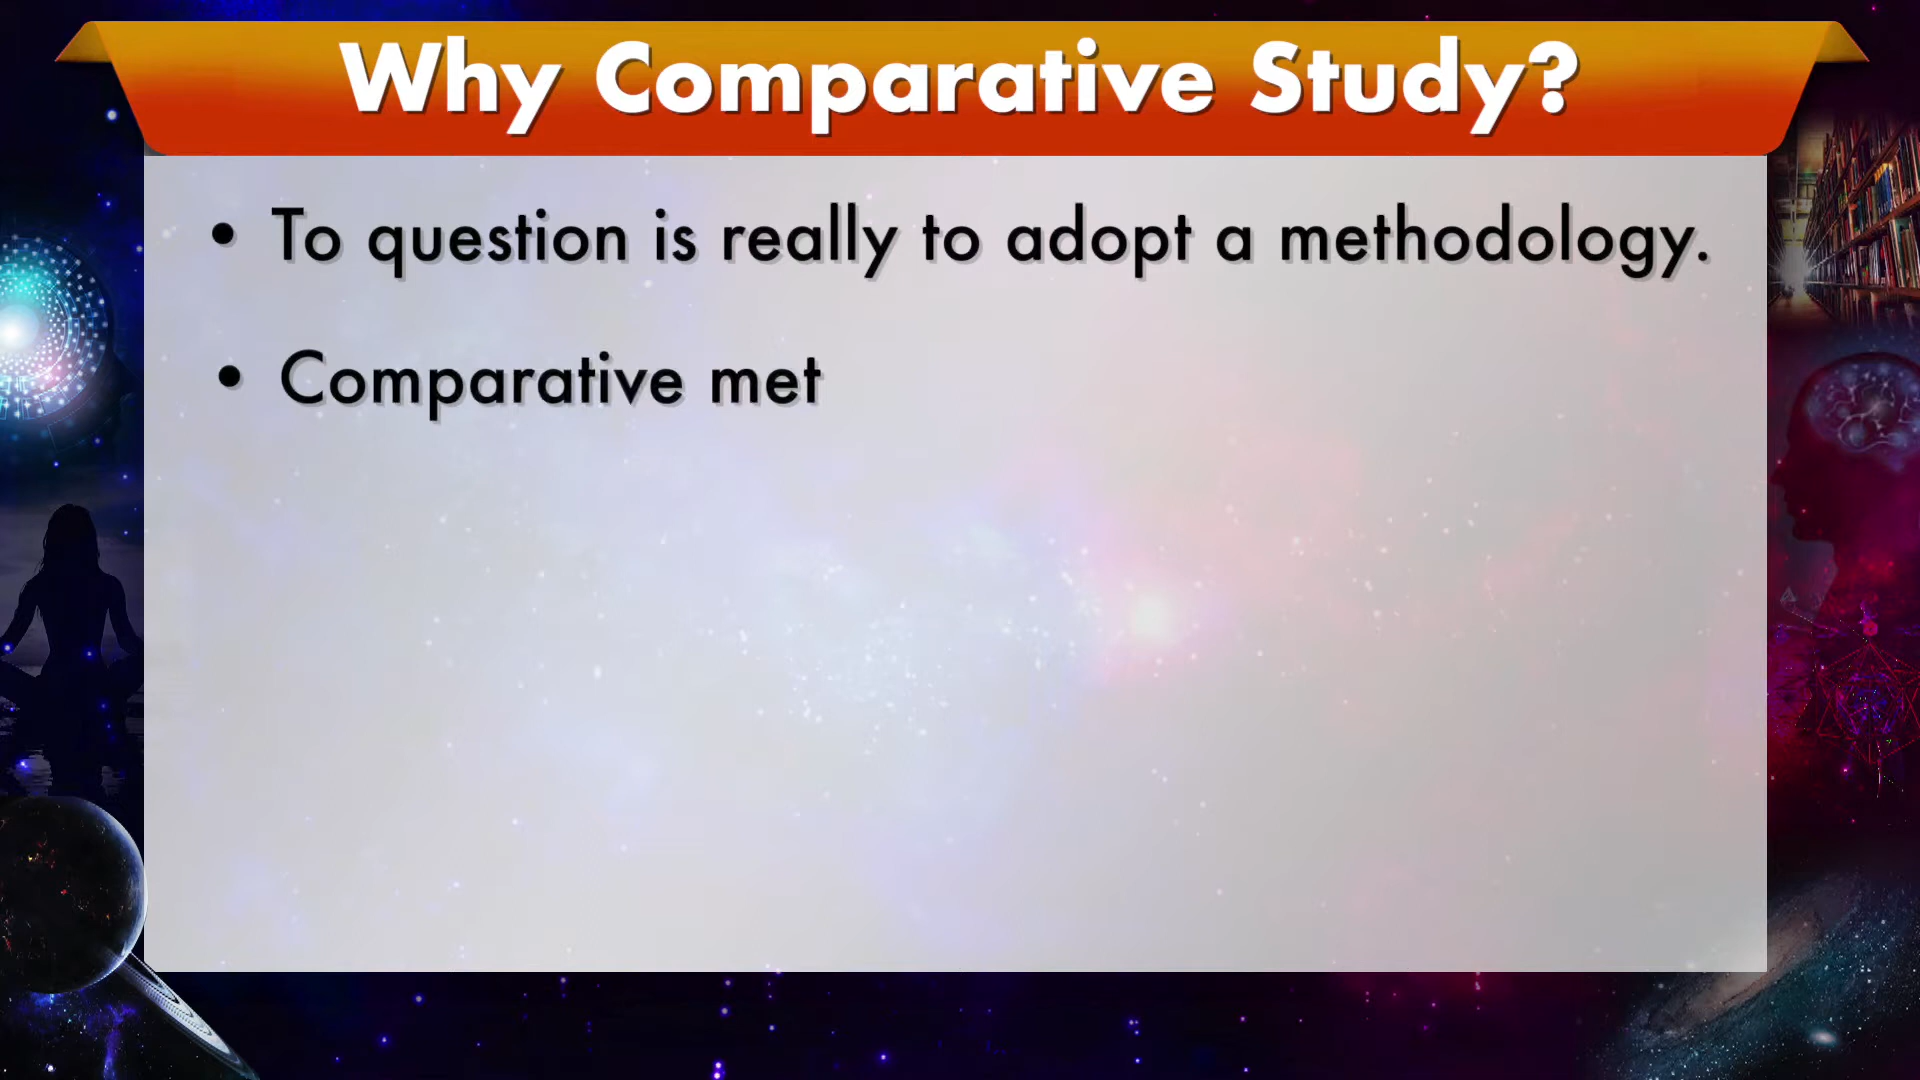 Why Comparative Study?
• To question is really to adopt a methodology.
• Comparative met